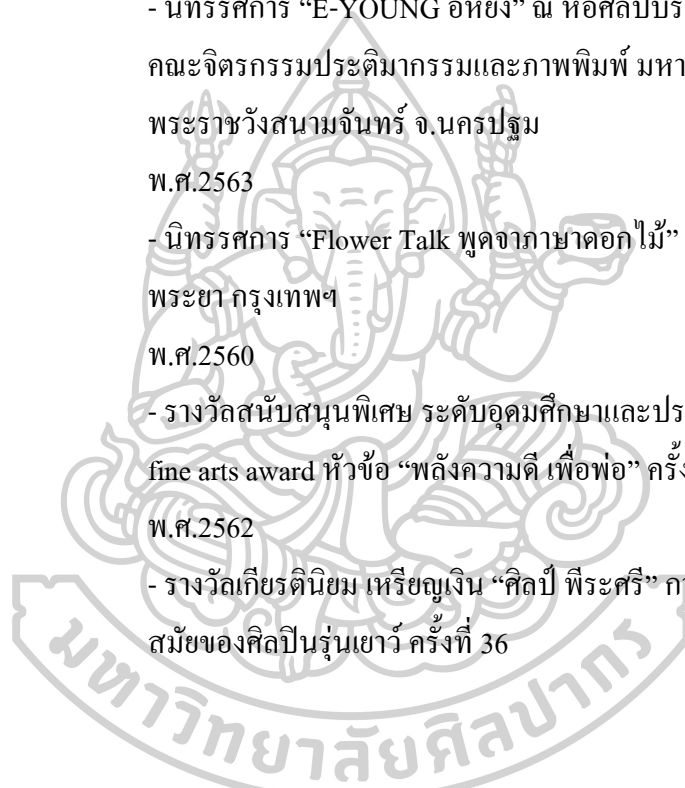 - นิทรรศการ “E-YOUNG อีหยัง” ณ หอศิลป์บร
คณะจิตรกรรมประติมากรรมและภาพพิมพ์ มหา
พระราชวังสนามจันทร์ จ.นครปฐม
พ.ศ.2563
- นิทรรศการ “Flower Talk พูดจาภาษาดอกไม้”
พระยา กรุงเทพฯ
พ.ศ.2560
- รางวัลสนับสนุนพิเศษ ระดับอุดมศึกษาและประ
fine arts award หัวข้อ “พลังความดี เพื่อพ่อ” ครั้ง
พ.ศ.2562
- รางวัลเกียรตินิยม เหรียญเงิน “ศิลป์ พีระศรี” กา
สมัยของศิลปินรุ่นเยาว์ ครั้งที่ 36
มหาวิทยาลัยศิลปากร